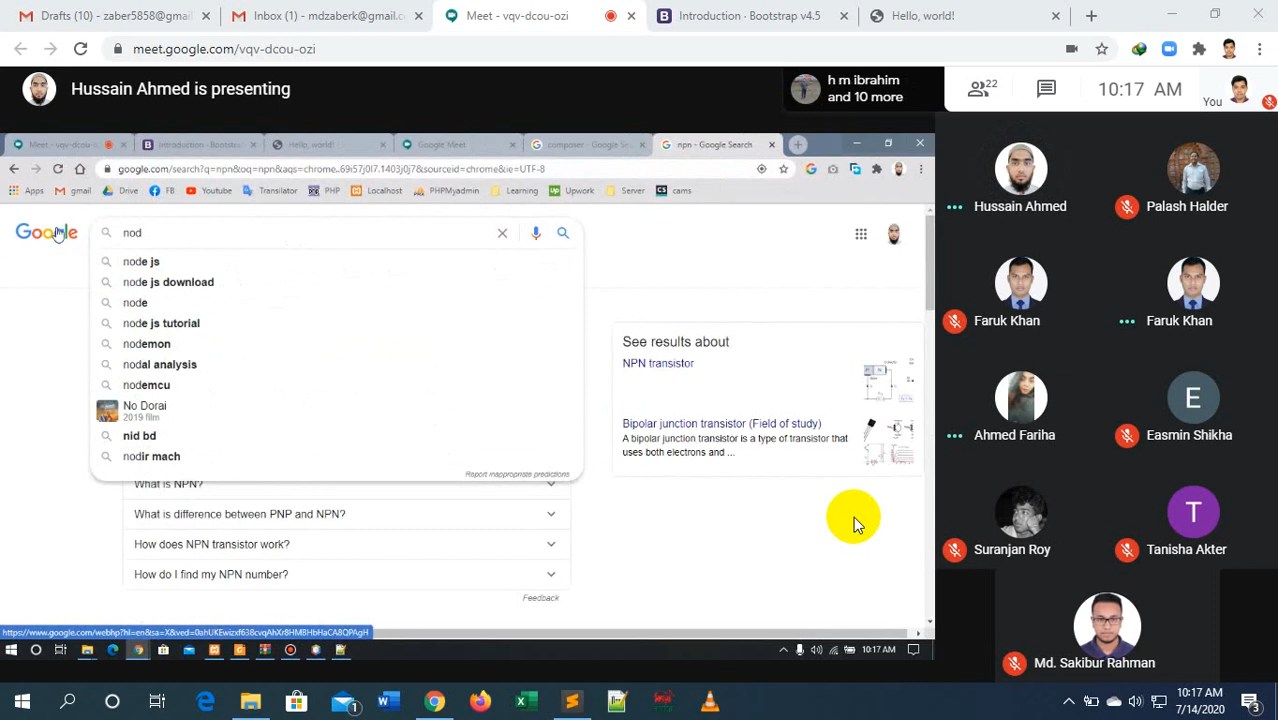 Drafts (10) - zaber5858@gmail
Inbox (1) - mdzaberk@gmail.co
Meet - vqv-dcou-ozi
Introduction · Bootstrap v4.5
Hello, world!
meet.google.com/vqv-dcou-ozi
Hussain Ahmed is presenting
h m ibrahim
and 10 more
22
10:17 AM
You
Meet - vqv-dcou-o
Introduction - Bootstr
Hello, world!
Google Meet
composer - Google Se
npn - Google Search
google.com/search?q=npn&oq=npn&aqs=chrome..69i57j0l7.1403j0j7&sourceid=chrome&ie=UTF-8
Apps
gmail
Drive
FB
Youtube
Translator
PHP
Localhost
PHPMyadmin
Learning
Upwork
Server
cams
Google
nod
node js
node js download
node
node js tutorial
nodemon
nodal analysis
nodemcu
No Dorai
2019 film
nid bd
nodir mach
Report inappropriate predictions
See results about
NPN transistor
Bipolar junction transistor (Field of study)
A bipolar junction transistor is a type of transistor that
uses both electrons and ...
What is NPN?
What is difference between PNP and NPN?
How does NPN transistor work?
How do I find my NPN number?
Feedback
10:17 AM
Hussain Ahmed
Palash Halder
Faruk Khan
Faruk Khan
Ahmed Fariha
E
Easmin Shikha
Suranjan Roy
T
Tanisha Akter
Md. Sakibur Rahman
10:17 AM
7/14/2020